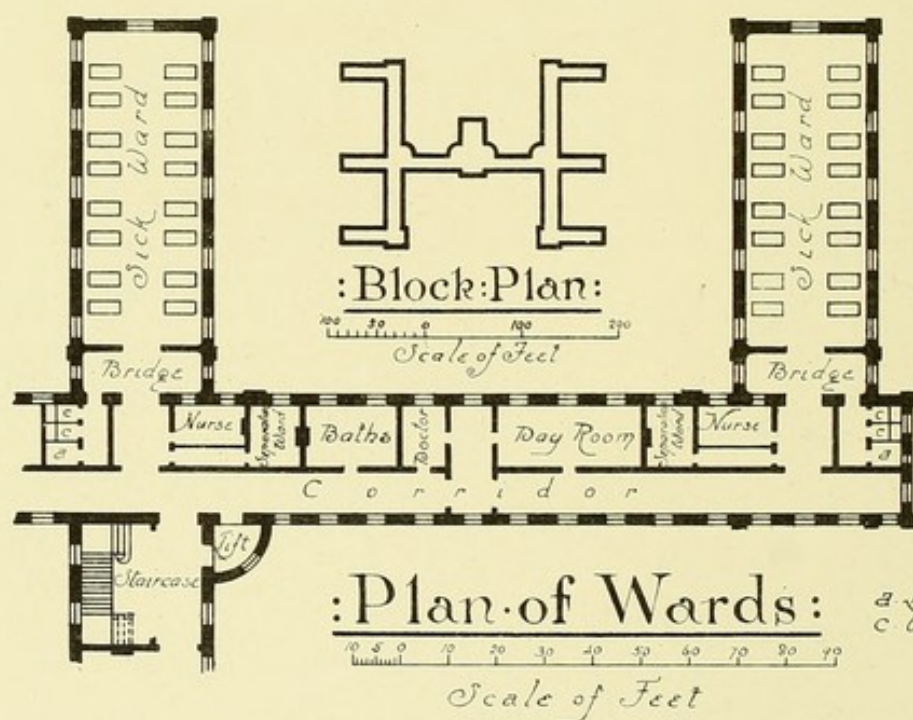 Sick Ward
Sick Ward
:Block:Plan:
100 50 0 100 200
Scale of Feet
Bridge
Bridge
c
c
a
Nurse
Separation Ward
Baths
Doctor
Day Room
Separation Ward
Nurse
c
c
a
Corridor
Lift
Staircase
:Plan·of Wards:
10 5 0 10 20 30 40 50 60 70 80 90
Scale of Feet
a
c